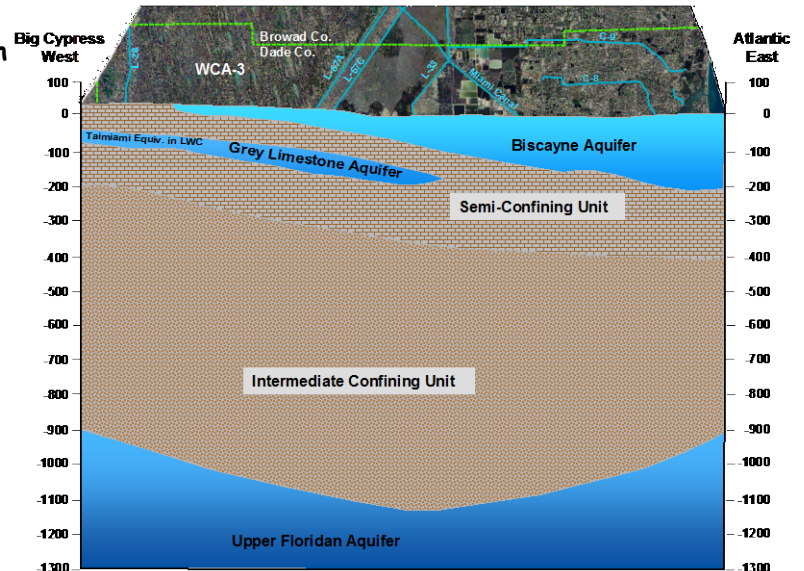 n
Big Cypress
West
Browad Co.
Dade Co.
WCA-3
L-28
L-67A
L-67C
L-33
Miami Canal
C-9
C-8
Atlantic
East
100
0
-100
-200
-300
-400
-500
-600
-700
-800
-900
-1000
-1100
-1200
-1300
Taimiami Equiv. in LWC
Grey Limestone Aquifer
Biscayne Aquifer
Semi-Confining Unit
Intermediate Confining Unit
Upper Floridan Aquifer
100
0
-100
-200
-300
-400
-500
-600
-700
-800
-900
-1000
-1100
-1200
-1300